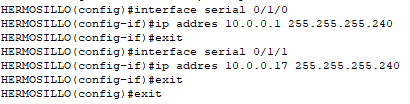 HERMOSILLO(config)#interface serial 0/1/0
HERMOSILLO(config-if)#ip addres 10.0.0.1 255.255.255.240
HERMOSILLO(config-if)#exit
HERMOSILLO(config)#interface serial 0/1/1
HERMOSILLO(config-if)#ip addres 10.0.0.17 255.255.255.240
HERMOSILLO(config-if)#exit
HERMOSILLO(config)#exit